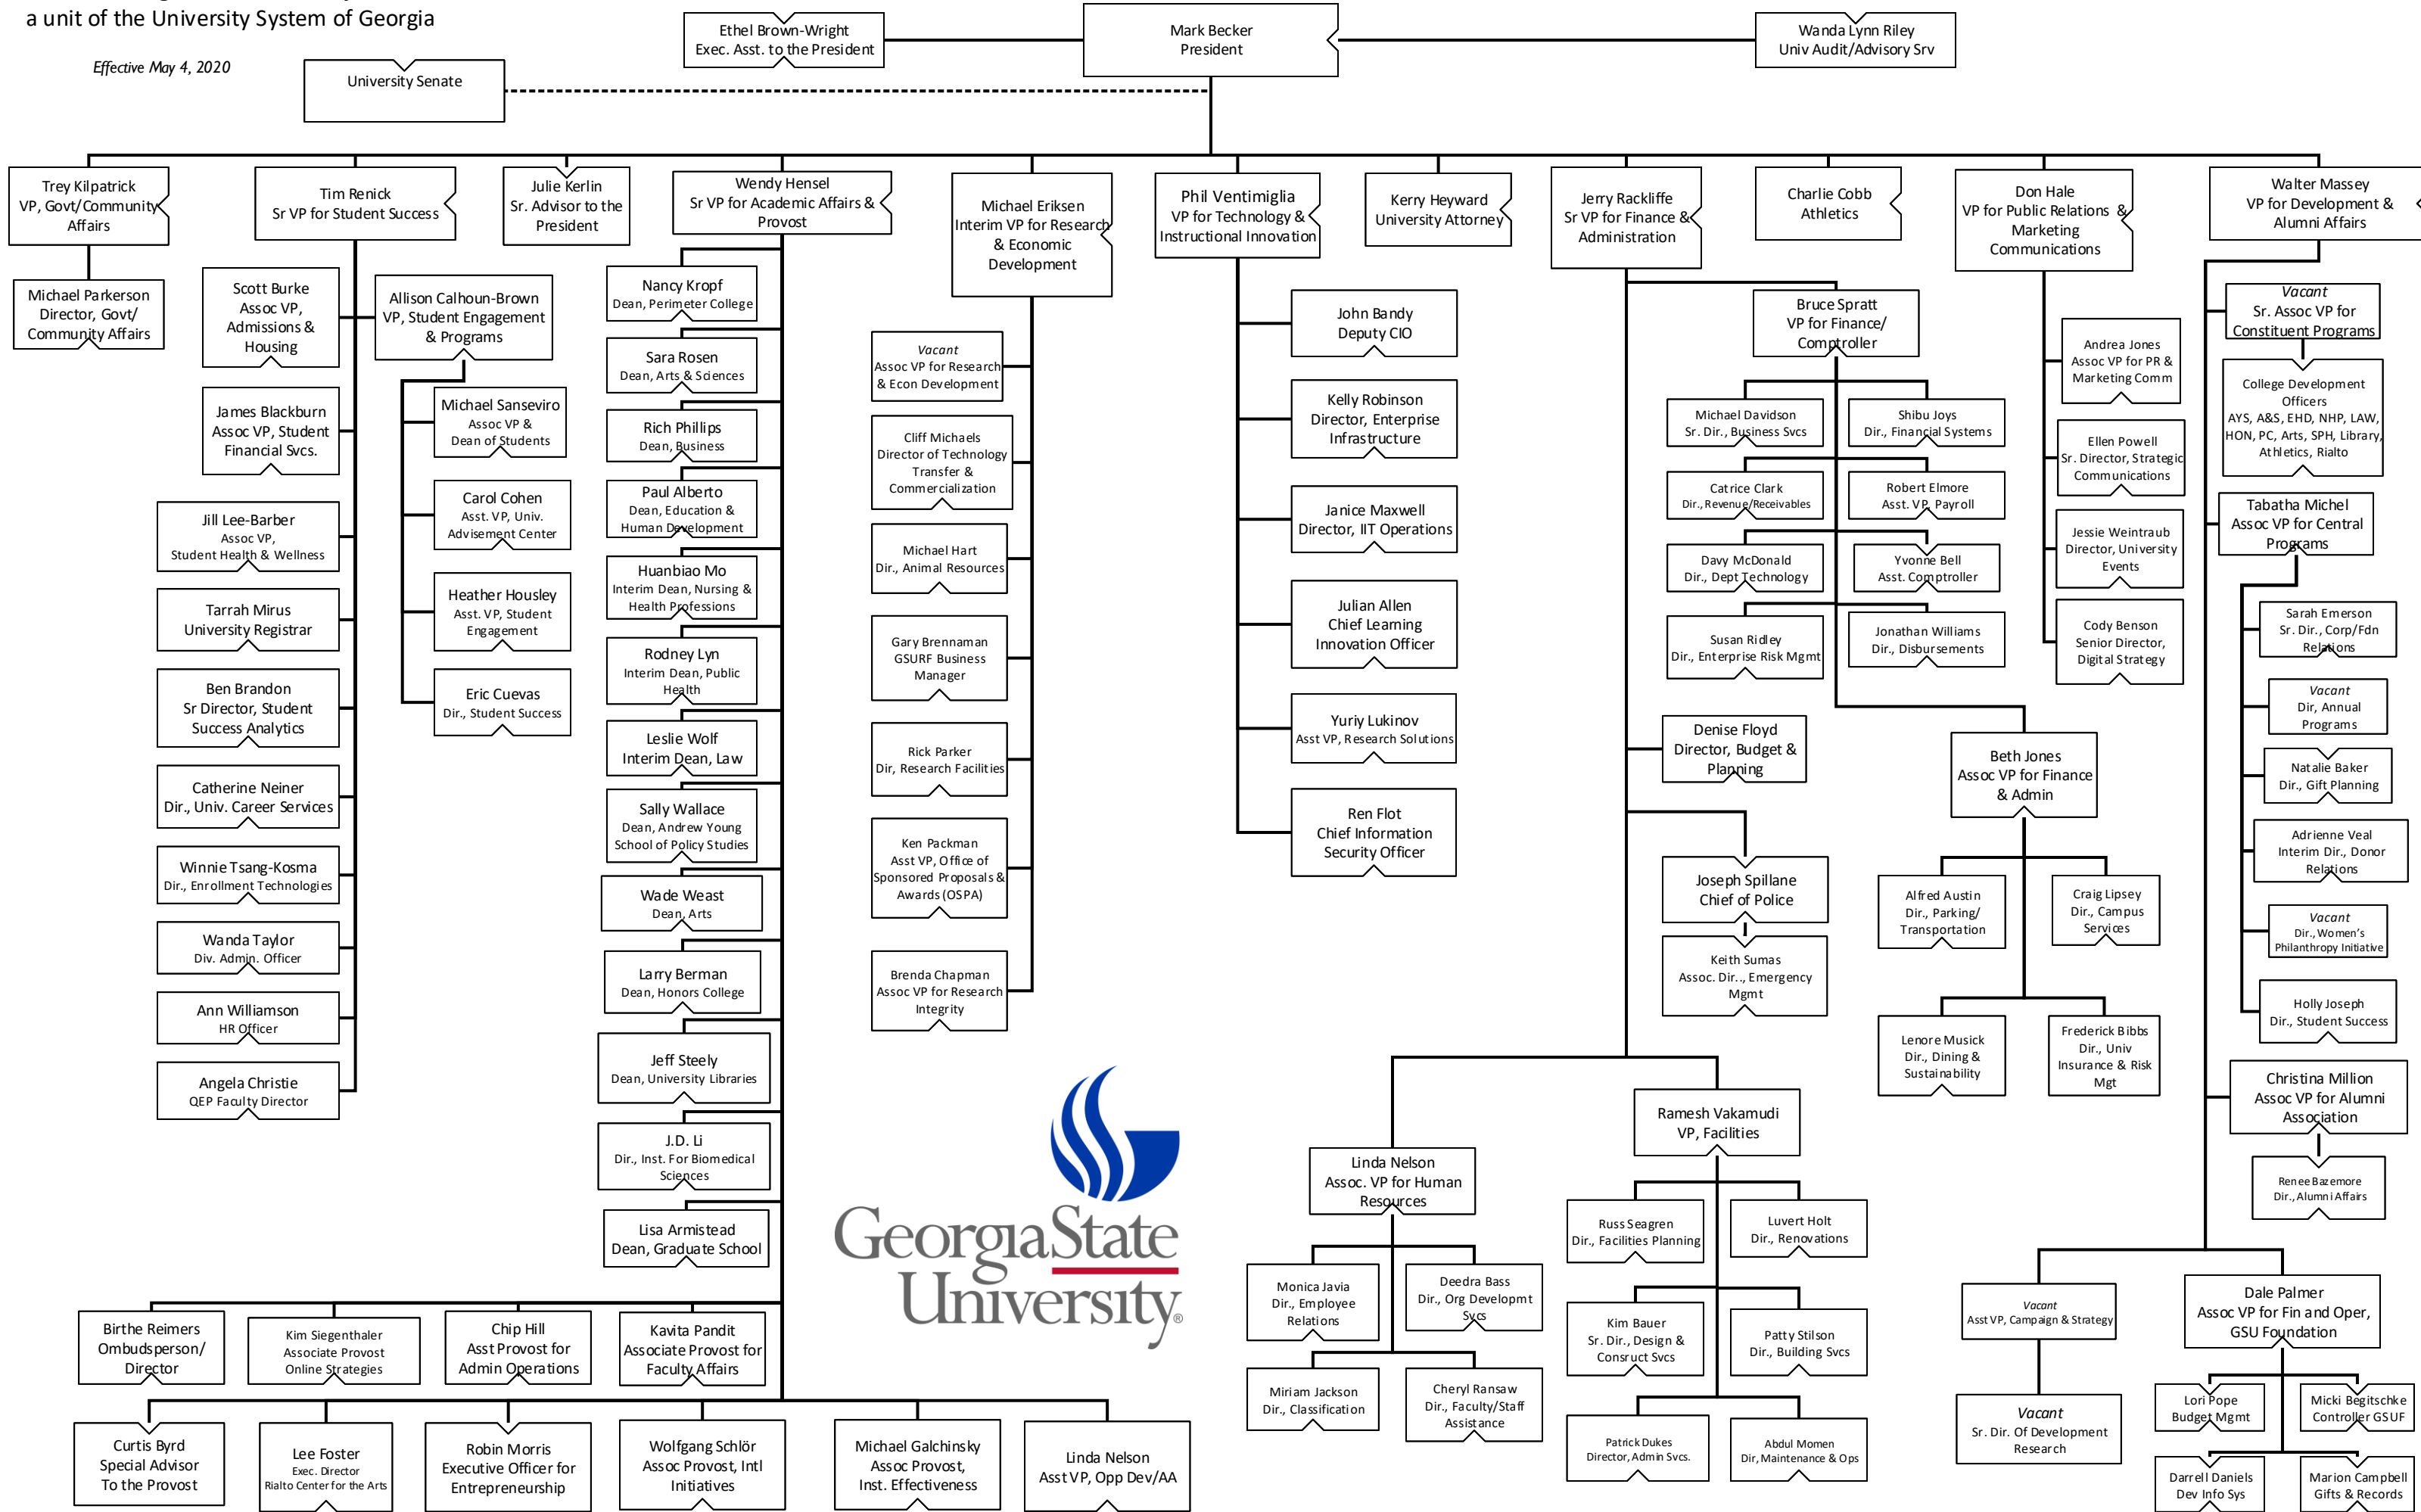 a unit of the University System of Georgia
Effective May 4, 2020
University Senate
Ethel Brown-Wright
Exec. Asst. to the President
Mark Becker
President
Wanda Lynn Riley
Univ Audit/Advisory Srv
Trey Kilpatrick
VP, Govt/Community
Affairs
Michael Parkerson
Director, Govt/
Community Affairs
Tim Renick
Sr VP for Student Success
Scott Burke
Assoc VP,
Admissions &
Housing
James Blackburn
Assoc VP, Student
Financial Svcs.
Jill Lee-Barber
Assoc VP,
Student Health & Wellness
Tarrah Mirus
University Registrar
Ben Brandon
Sr Director, Student
Success Analytics
Catherine Neiner
Dir., Univ. Career Services
Winnie Tsang-Kosma
Dir., Enrollment Technologies
Wanda Taylor
Div. Admin. Officer
Ann Williamson
HR Officer
Angela Christie
QEP Faculty Director
Allison Calhoun-Brown
VP, Student Engagement
& Programs
Michael Sanseviro
Assoc VP &
Dean of Students
Carol Cohen
Asst. VP, Univ.
Advisement Center
Heather Housley
Asst. VP, Student
Engagement
Eric Cuevas
Dir., Student Success
Julie Kerlin
Sr. Advisor to the
President
Wendy Hensel
Sr VP for Academic Affairs &
Provost
Nancy Kropf
Dean, Perimeter College
Sara Rosen
Dean, Arts & Sciences
Rich Phillips
Dean, Business
Paul Alberto
Dean, Education &
Human Development
Huanbiao Mo
Interim Dean, Nursing &
Health Professions
Rodney Lyn
Interim Dean, Public
Health
Leslie Wolf
Interim Dean, Law
Sally Wallace
Dean, Andrew Young
School of Policy Studies
Wade Weast
Dean, Arts
Larry Berman
Dean, Honors College
Jeff Steely
Dean, University Libraries
J.D. Li
Dir., Inst. For Biomedical
Sciences
Lisa Armistead
Dean, Graduate School
Birthe Reimers
Ombudsperson/
Director
Kim Siegenthaler
Associate Provost
Online Strategies
Chip Hill
Asst Provost for
Admin Operations
Kavita Pandit
Associate Provost for
Faculty Affairs
Curtis Byrd
Special Advisor
To the Provost
Lee Foster
Exec. Director
Rialto Center for the Arts
Robin Morris
Executive Officer for
Entrepreneurship
Wolfgang Schlör
Assoc Provost, Intl
Initiatives
Michael Galchinsky
Assoc Provost,
Inst. Effectiveness
Linda Nelson
Asst VP, Opp Dev/AA
Michael Eriksen
Interim VP for Research
& Economic
Development
Vacant
Assoc VP for Research
& Econ Development
Cliff Michaels
Director of Technology
Transfer &
Commercialization
Michael Hart
Dir., Animal Resources
Gary Brennaman
GSURF Business
Manager
Rick Parker
Dir, Research Facilities
Ken Packman
Asst VP, Office of
Sponsored Proposals &
Awards (OSPA)
Brenda Chapman
Assoc VP for Research
Integrity
GeorgiaState
University®
Phil Ventimiglia
VP for Technology &
Instructional Innovation
John Bandy
Deputy CIO
Kelly Robinson
Director, Enterprise
Infrastructure
Janice Maxwell
Director, IIT Operations
Julian Allen
Chief Learning
Innovation Officer
Yuriy Lukinov
Asst VP, Research Solutions
Ren Flot
Chief Information
Security Officer
Kerry Heyward
University Attorney
Jerry Rackliffe
Sr VP for Finance &
Administration
Bruce Spratt
VP for Finance/
Comptroller
Michael Davidson
Sr. Dir., Business Svcs
Shibu Joys
Dir., Financial Systems
Catrice Clark
Dir., Revenue/Receivables
Robert Elmore
Asst. VP, Payroll
Davy McDonald
Dir., Dept Technology
Yvonne Bell
Asst. Comptroller
Susan Ridley
Dir., Enterprise Risk Mgmt
Jonathan Williams
Dir., Disbursements
Denise Floyd
Director, Budget &
Planning
Beth Jones
Assoc VP for Finance
& Admin
Alfred Austin
Dir., Parking/
Transportation
Craig Lipsey
Dir., Campus
Services
Lenore Musick
Dir., Dining &
Sustainability
Frederick Bibbs
Dir., Univ
Insurance & Risk
Mgt
Joseph Spillane
Chief of Police
Keith Sumas
Assoc. Dir.., Emergency
Mgmt
Linda Nelson
Assoc. VP for Human
Resources
Monica Javia
Dir., Employee
Relations
Deedra Bass
Dir., Org Developmt
Svcs
Miriam Jackson
Dir., Classification
Cheryl Ransaw
Dir., Faculty/Staff
Assistance
Ramesh Vakamudi
VP, Facilities
Russ Seagren
Dir., Facilities Planning
Luvert Holt
Dir., Renovations
Kim Bauer
Sr. Dir., Design &
Consruct Svcs
Patty Stilson
Dir., Building Svcs
Patrick Dukes
Director, Admin Svcs.
Abdul Momen
Dir, Maintenance & Ops
Charlie Cobb
Athletics
Don Hale
VP for Public Relations &
Marketing
Communications
Andrea Jones
Assoc VP for PR &
Marketing Comm
Ellen Powell
Sr. Director, Strategic
Communications
Jessie Weintraub
Director, University
Events
Cody Benson
Senior Director,
Digital Strategy
Walter Massey
VP for Development &
Alumni Affairs
Vacant
Sr. Assoc VP for
Constituent Programs
College Development
Officers
AYS, A&S, EHD, NHP, LAW,
HON, PC, Arts, SPH, Library,
Athletics, Rialto
Tabatha Michel
Assoc VP for Central
Programs
Sarah Emerson
Sr. Dir., Corp/Fdn
Relations
Vacant
Dir, Annual
Programs
Natalie Baker
Dir., Gift Planning
Adrienne Veal
Interim Dir., Donor
Relations
Vacant
Dir., Women's
Philanthropy Initiative
Holly Joseph
Dir., Student Success
Christina Million
Assoc VP for Alumni
Association
Renee Bazemore
Dir., Alumni Affairs
Vacant
Asst VP, Campaign & Strategy
Vacant
Sr. Dir. Of Development
Research
Dale Palmer
Assoc VP for Fin and Oper,
GSU Foundation
Lori Pope
Budget Mgmt
Micki Begitschke
Controller GSUF
Darrell Daniels
Dev Info Sys
Marion Campbell
Gifts & Records